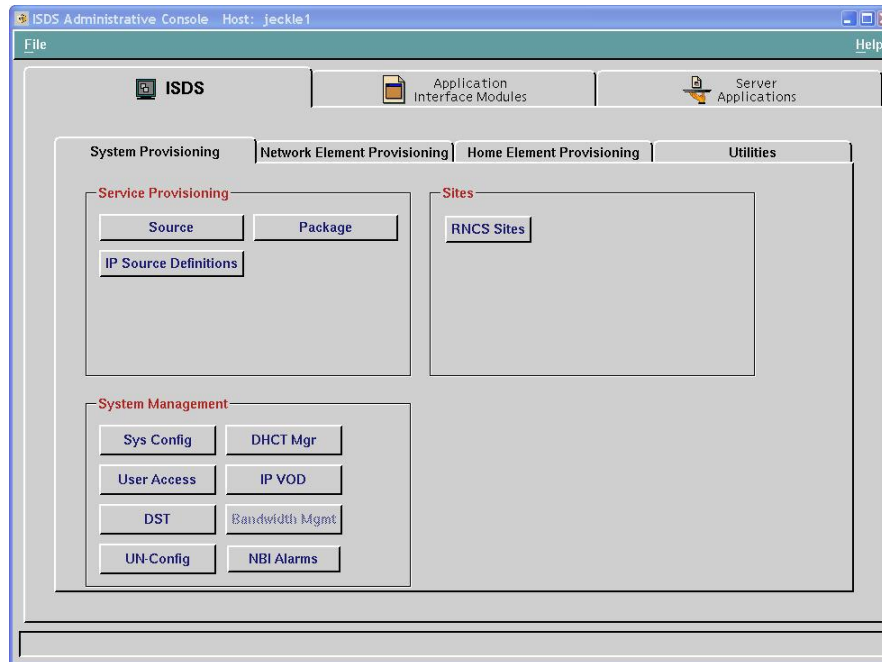 ISDS Administrative Console Host: jeckle1
File Help
ISDS
Application Interface Modules
Server Applications
System Provisioning
Network Element Provisioning
Home Element Provisioning
Utilities
Service Provisioning
Source
Package
IP Source Definitions
Sites
RNCS Sites
System Management
Sys Config
DHCT Mgr
User Access
IP VOD
DST
Bandwidth Mgmt
UN-Config
NBI Alarms